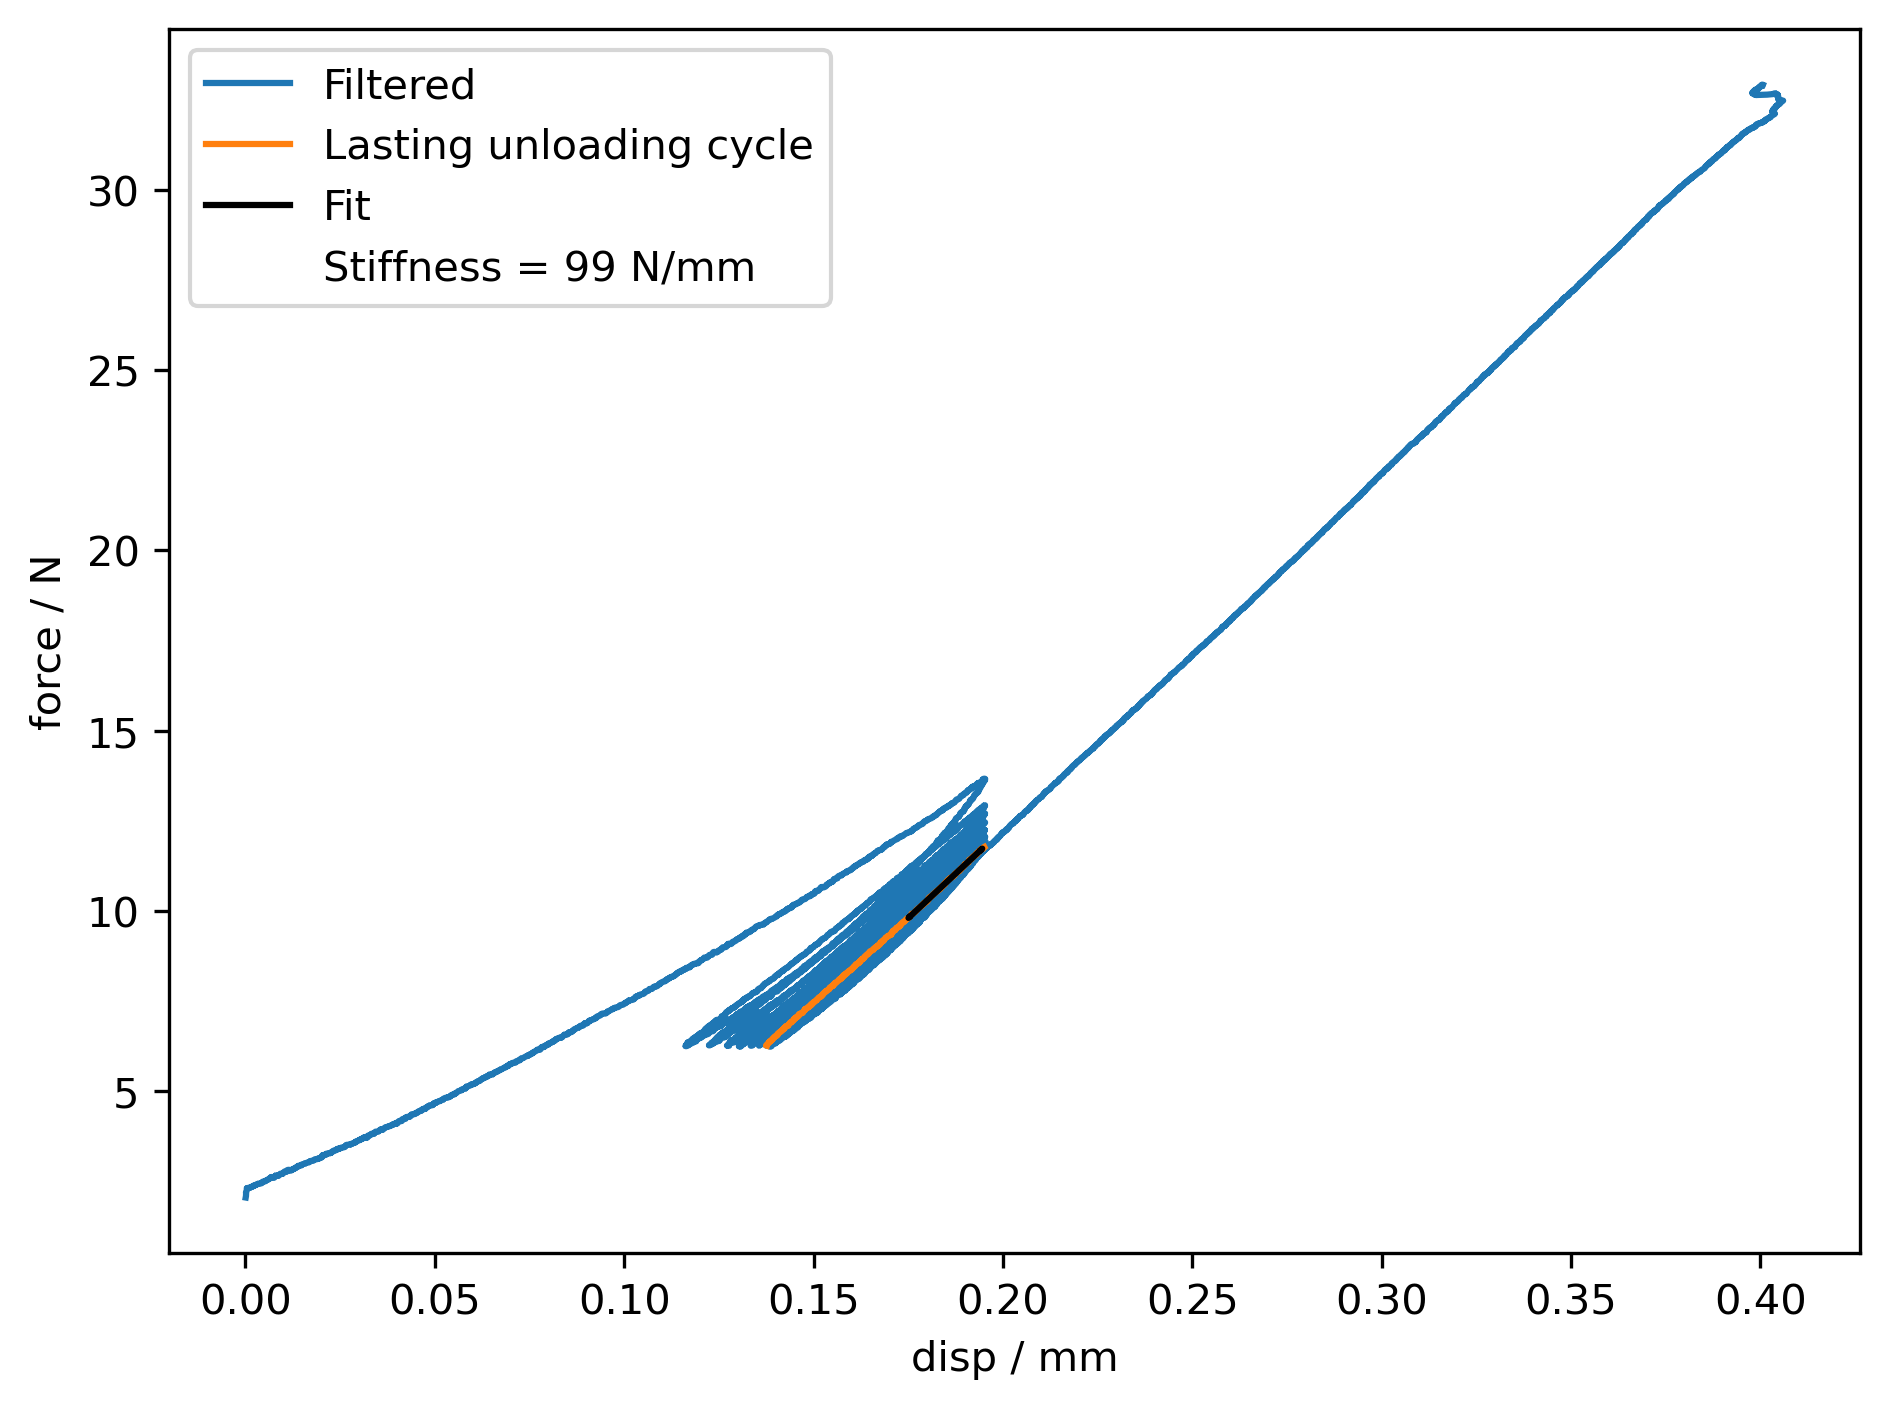 Filtered
Lasting unloading cycle
Fit
Stiffness = 99 N/mm
30
25
20
15
10
5
force / N
0.00 0.05 0.10 0.15 0.20 0.25 0.30 0.35 0.40
disp / mm